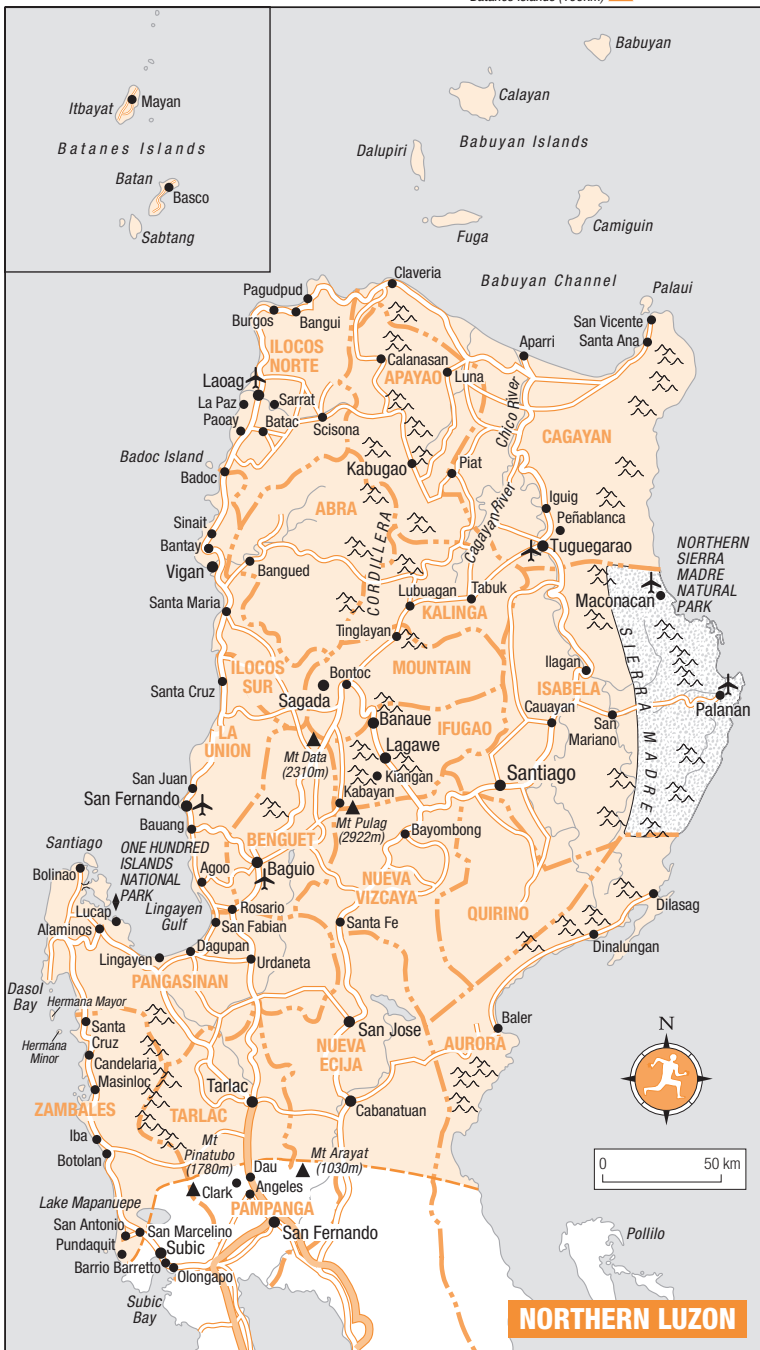 Babuyan
Itbayat
Mayan
Calayan
Batanes Islands
Babuyan Islands
Dalupiri
Batan
Basco
Sabtang
Fuga
Camiguin
Claveria
Babuyan Channel
Palaui
Pagudpud
Burgos
Bangui
San Vicente
Santa Ana
Aparri
ILOCOS
NORTE
Calanasan
APAYAO
Luna
Laoag
La Paz
Sarrat
Paoay
Batac
Scisona
Chico River
CAGAYAN
Badoc Island
Badoc
Kabugao
Piat
ABRA
CORDILLERA
Cagayan River
Iguig
Peñablanca
Sinait
Bantay
Vigan
Bangued
Tuguegarao
NORTHERN
SIERRA
MADRE
NATURAL
PARK
Lubuagan
Tabuk
KALINGA
Maconacan
Santa Maria
Tinglayan
MOUNTAIN
SIERRA MADRE
ILOCOS
SUR
Bontoc
Ilagan
ISABELA
Santa Cruz
Sagada
Palanan
Banaue
IFUGAO
Cauayan
San
Mariano
LA
UNION
Mt Data
(2310m)
Lagawe
Kiangan
Santiago
San Juan
San Fernando
Kabayan
Mt Pulag
(2922m)
Bauang
BENGUET
Bayombong
Santiago
ONE HUNDRED
ISLANDS
NATIONAL
PARK
Bolinao
Agoo
Baguio
NUEVA
VIZCAYA
Lucap
Lingayen
Gulf
Rosario
QUIRINO
Dilasag
Alaminos
San Fabian
Santa Fe
Dagupan
Dinalungan
Lingayen
Urdaneta
PANGASINAN
Dasol
Bay
Hermana Mayor
Hermana
Minor
Santa
Cruz
San Jose
Baler
NUEVA
ECIJA
AURORA
N
Candelaria
Masinloc
ZAMBALES
Tarlac
TARLAC
Cabanatuan
Iba
Botolan
Mt
Pinatubo
(1780m)
Mt Arayat
(1030m)
Dau
0
50 km
Clark
Angeles
Lake Mapanuepe
PAMPANGA
San Antonio
San Marcelino
San Fernando
Pundaquit
Subic
Barrio Barretto
Olongapo
Pollilo
Subic
Bay
NORTHERN LUZON